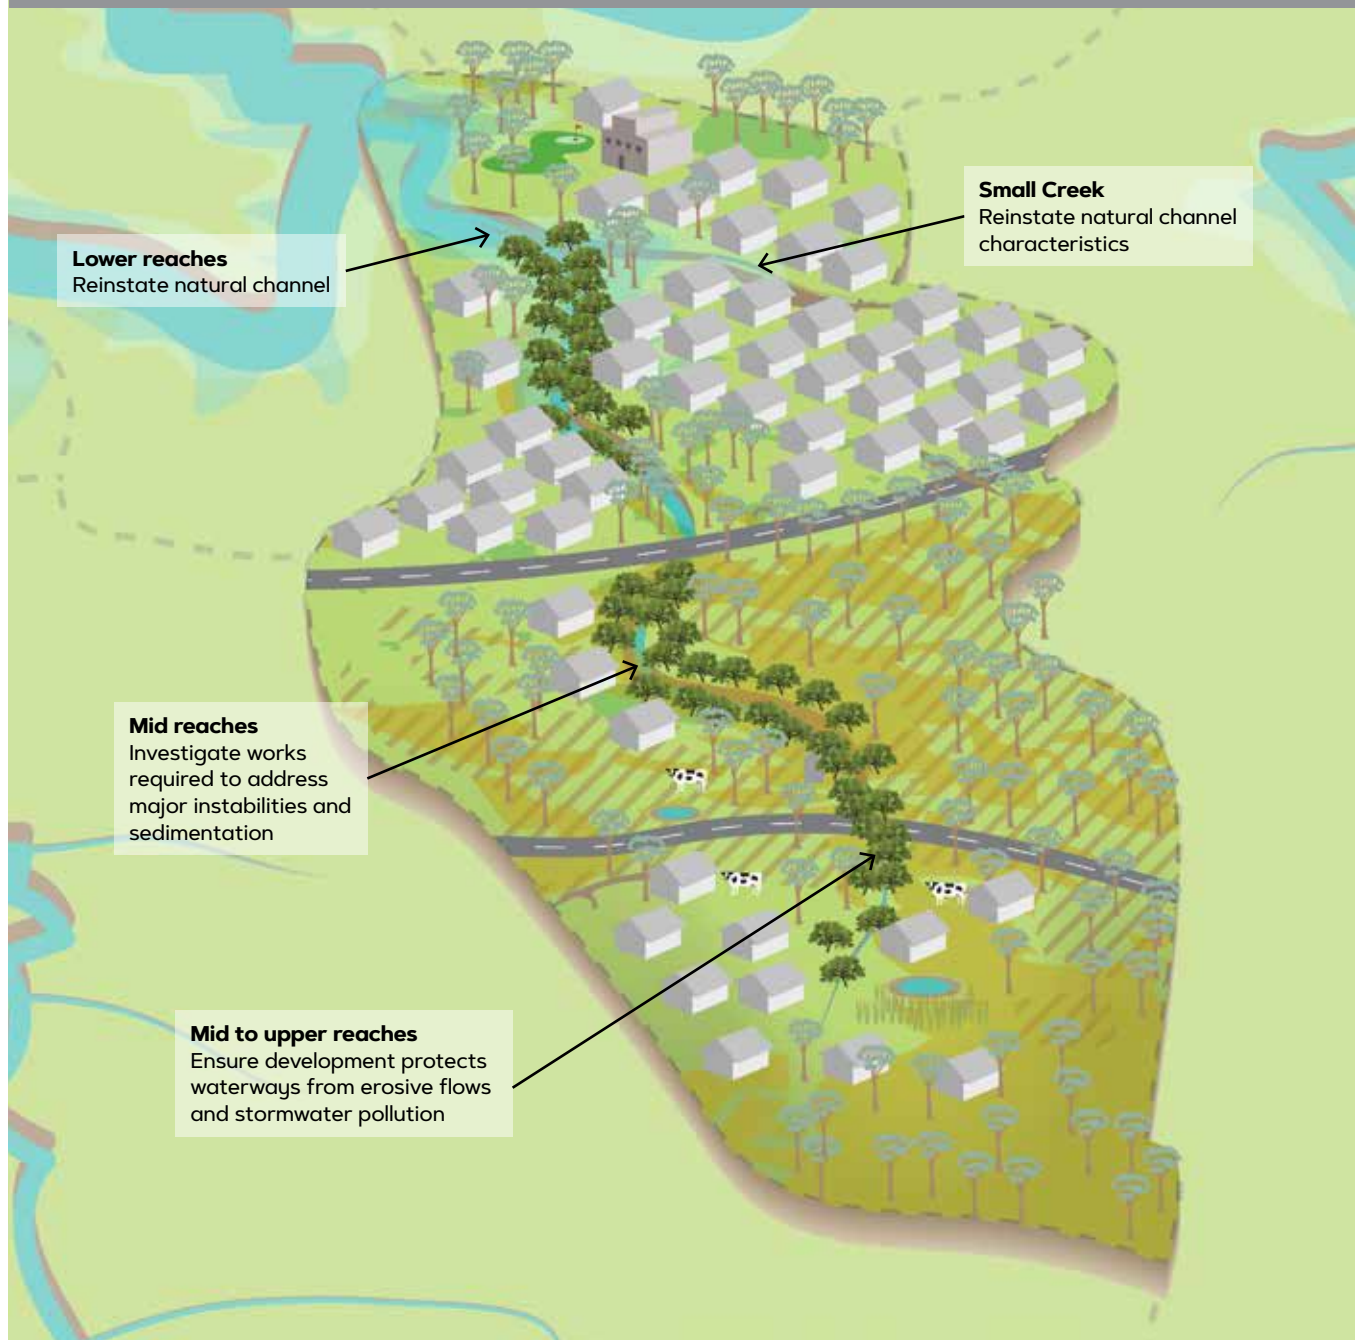 Small Creek
Reinstate natural channel
characteristics
Lower reaches
Reinstate natural channel
Mid reaches
Investigate works
required to address
major instabilities and
sedimentation
Mid to upper reaches
Ensure development protects
waterways from erosive flows
and stormwater pollution